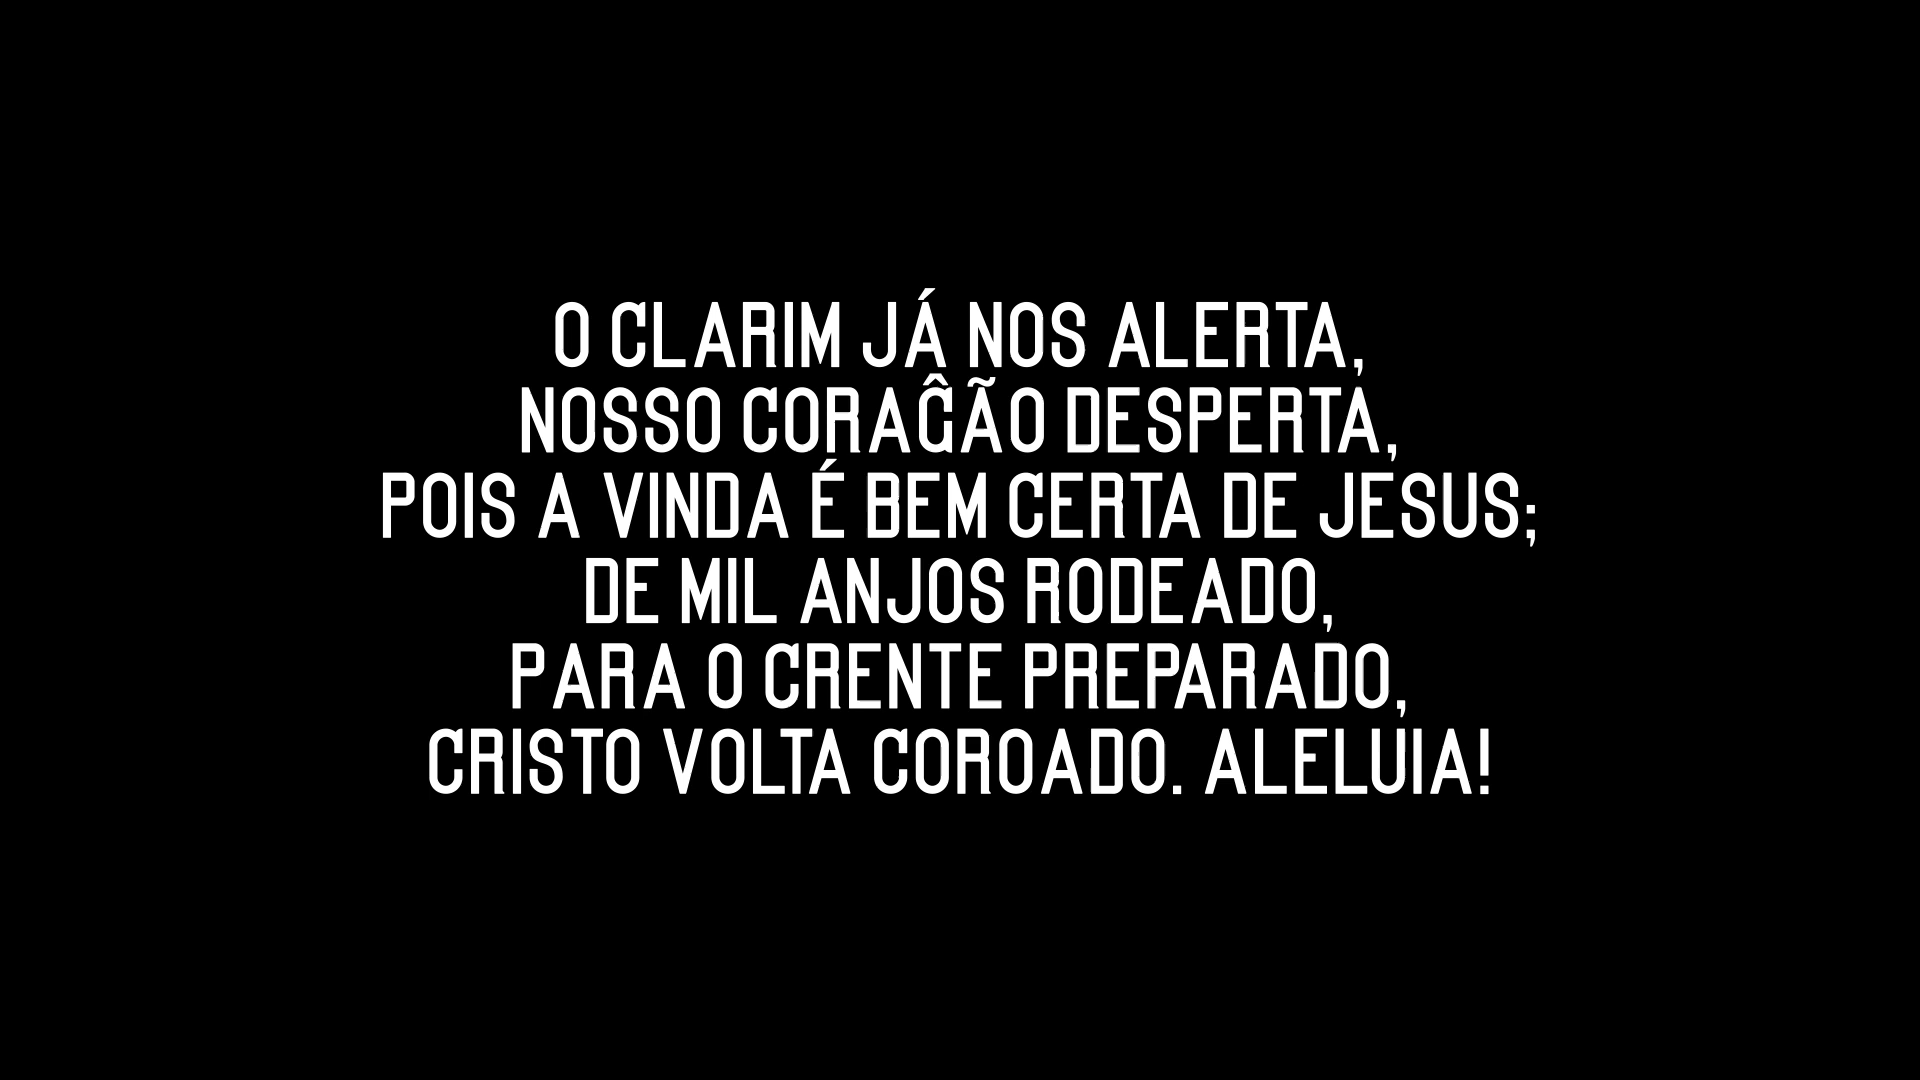 O CLARIM JÁ NOS ALERTA,
NOSSO CORAĜÃO DESPERTA,
POIS A VINDA É BEM CERTA DE JESUS;
DE MIL ANJOS RODEADO,
PARA O CRENTE PREPARADO,
CRISTO VOLTA COROADO. ALELUIA!